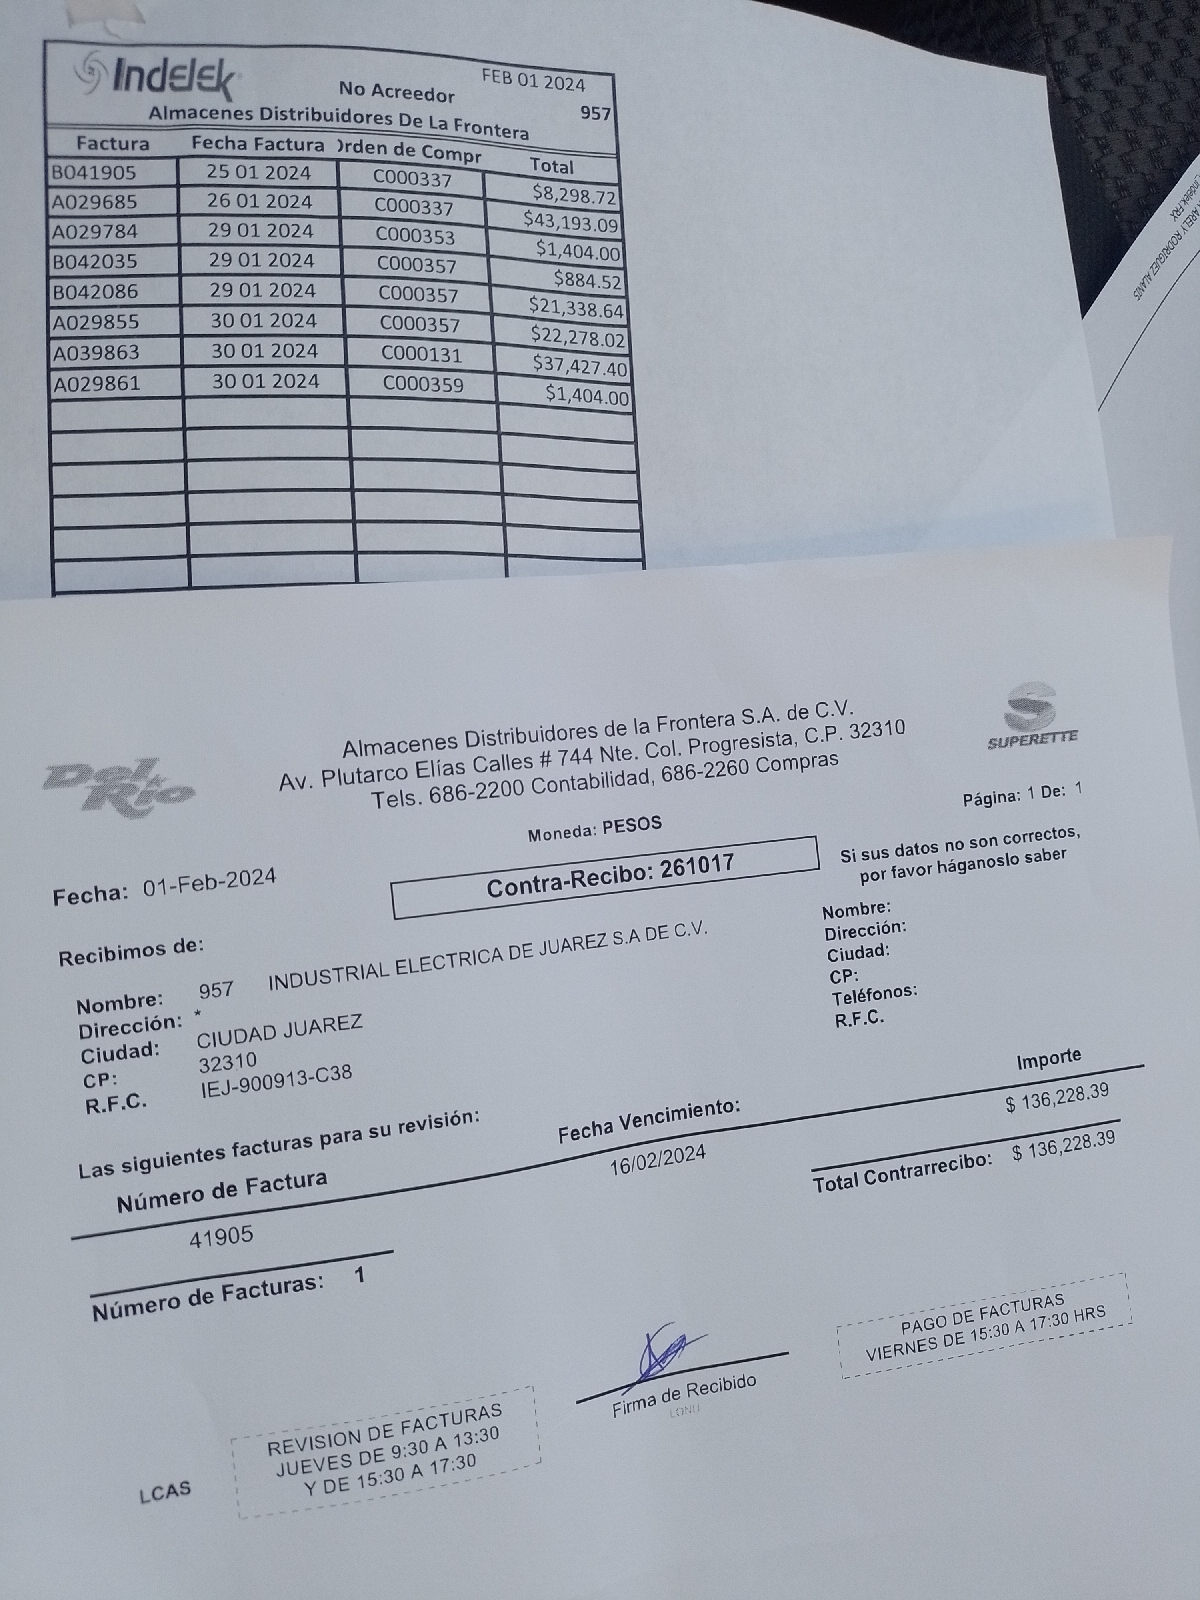 Indelek
FEB 01 2024
No Acreedor
957
Almacenes Distribuidores De La Frontera
Factura Fecha Factura Orden de Compr Total
B041905 25 01 2024 C000337 $8,298.72
A029685 26 01 2024 C000337 $43,193.09
A029784 29 01 2024 C000353 $1,404.00
B042035 29 01 2024 C000357 $884.52
B042086 29 01 2024 C000357 $21,338.64
A029855 30 01 2024 C000357 $22,278.02
A039863 30 01 2024 C000131 $37,427.40
A029861 30 01 2024 C000359 $1,404.00
ARELY RODRIGUEZ ALANIS
Del Rio
Almacenes Distribuidores de la Frontera S.A. de C.V.
Av. Plutarco Elías Calles # 744 Nte. Col. Progresista, C.P. 32310
Tels. 686-2200 Contabilidad, 686-2260 Compras
S
SUPERETTE
Moneda: PESOS
Página: 1 De: 1
Fecha: 01-Feb-2024
Contra-Recibo: 261017
Si sus datos no son correctos,
por favor háganoslo saber
Recibimos de:
Nombre: 957 INDUSTRIAL ELECTRICA DE JUAREZ S.A DE C.V.
Dirección: *
Ciudad: CIUDAD JUAREZ
CP: 32310
R.F.C. IEJ-900913-C38
Nombre:
Dirección:
Ciudad:
CP:
Teléfonos:
R.F.C.
Las siguientes facturas para su revisión:
Número de Factura Fecha Vencimiento: Importe
41905 16/02/2024 $ 136,228.39
Total Contrarrecibo: $ 136,228.39
Número de Facturas: 1
Firma de Recibido
PAGO DE FACTURAS
VIERNES DE 15:30 A 17:30 HRS
LCAS
REVISION DE FACTURAS
JUEVES DE 9:30 A 13:30
Y DE 15:30 A 17:30